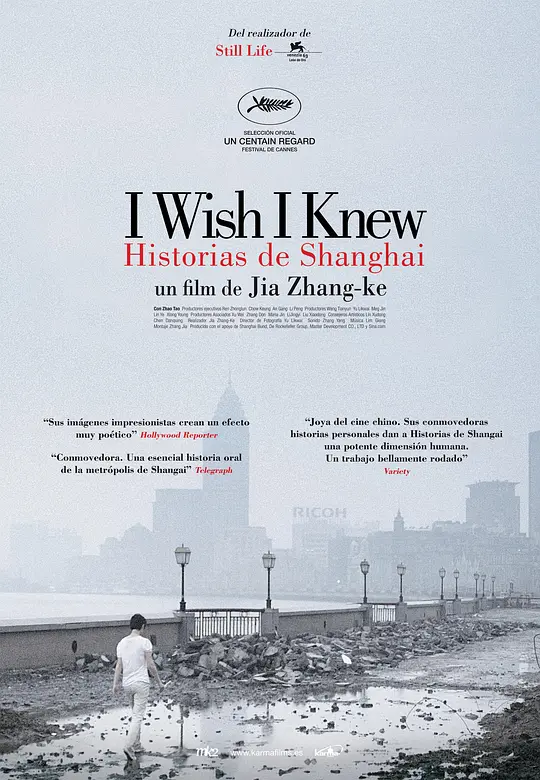 Del realizador de
Still Life
SELECCIÓN OFICIAL
UN CENTAIN REGARD
FESTIVAL DE CANNES
I Wish I Knew
Historias de Shanghai
un film de Jia Zhang-ke
“Sus imágenes impresionistas crean un efecto
muy poético” Hollywood Reporter
“Conmovedora. Una esencial historia oral
de la metrópolis de Shangai” Telegraph
“Joya del cine chino. Sus conmovedoras
historias personales dan a Historias de Shangai
una potente dimensión humana.
Un trabajo bellamente rodado”
Variety
RICOH
mk2 www.karmafilms.es karma